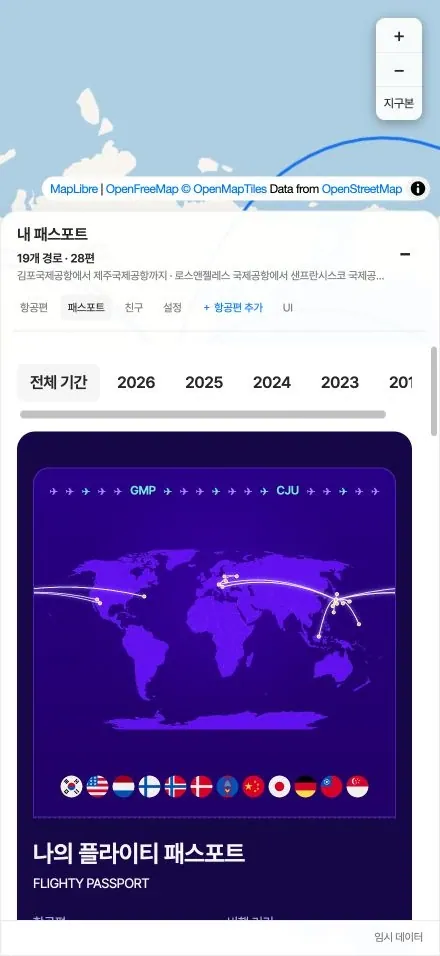 +
−
지구본
MapLibre | OpenFreeMap © OpenMapTiles Data from OpenStreetMap
내 패스포트
19개 경로 · 28편
김포국제공항에서 제주국제공항까지 · 로스앤젤레스 국제공항에서 샌프란시스코 국제공...
항공편 패스포트 친구 설정 + 항공편 추가 UI
전체 기간 2026 2025 2024 2023 201
GMP CJU
나의 플라이티 패스포트
FLIGHTY PASSPORT
임시 데이터